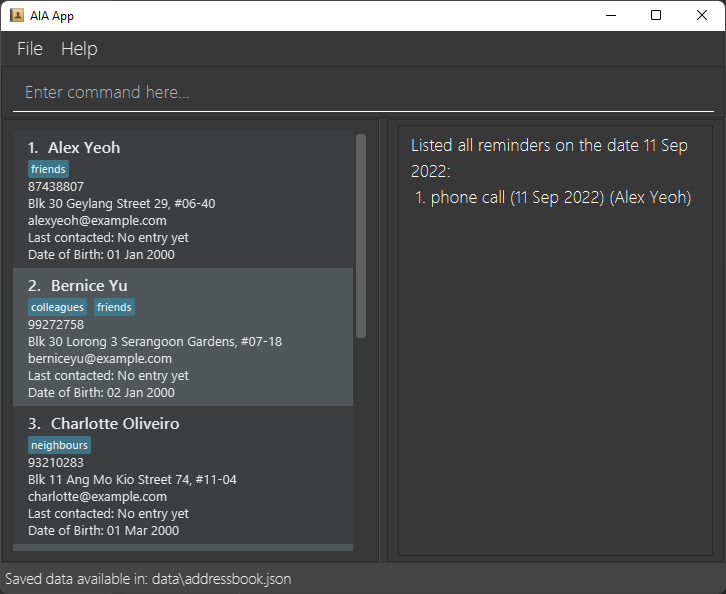 AIA App
File Help
Enter command here...
1. Alex Yeoh
friends
87438807
Blk 30 Geylang Street 29, #06-40
alexyeoh@example.com
Last contacted: No entry yet
Date of Birth: 01 Jan 2000
2. Bernice Yu
colleagues friends
99272758
Blk 30 Lorong 3 Serangoon Gardens, #07-18
berniceyu@example.com
Last contacted: No entry yet
Date of Birth: 02 Jan 2000
3. Charlotte Oliveiro
neighbours
93210283
Blk 11 Ang Mo Kio Street 74, #11-04
charlotte@example.com
Last contacted: No entry yet
Date of Birth: 01 Mar 2000
Listed all reminders on the date 11 Sep
2022:
1. phone call (11 Sep 2022) (Alex Yeoh)
Saved data available in: data\addressbook.json